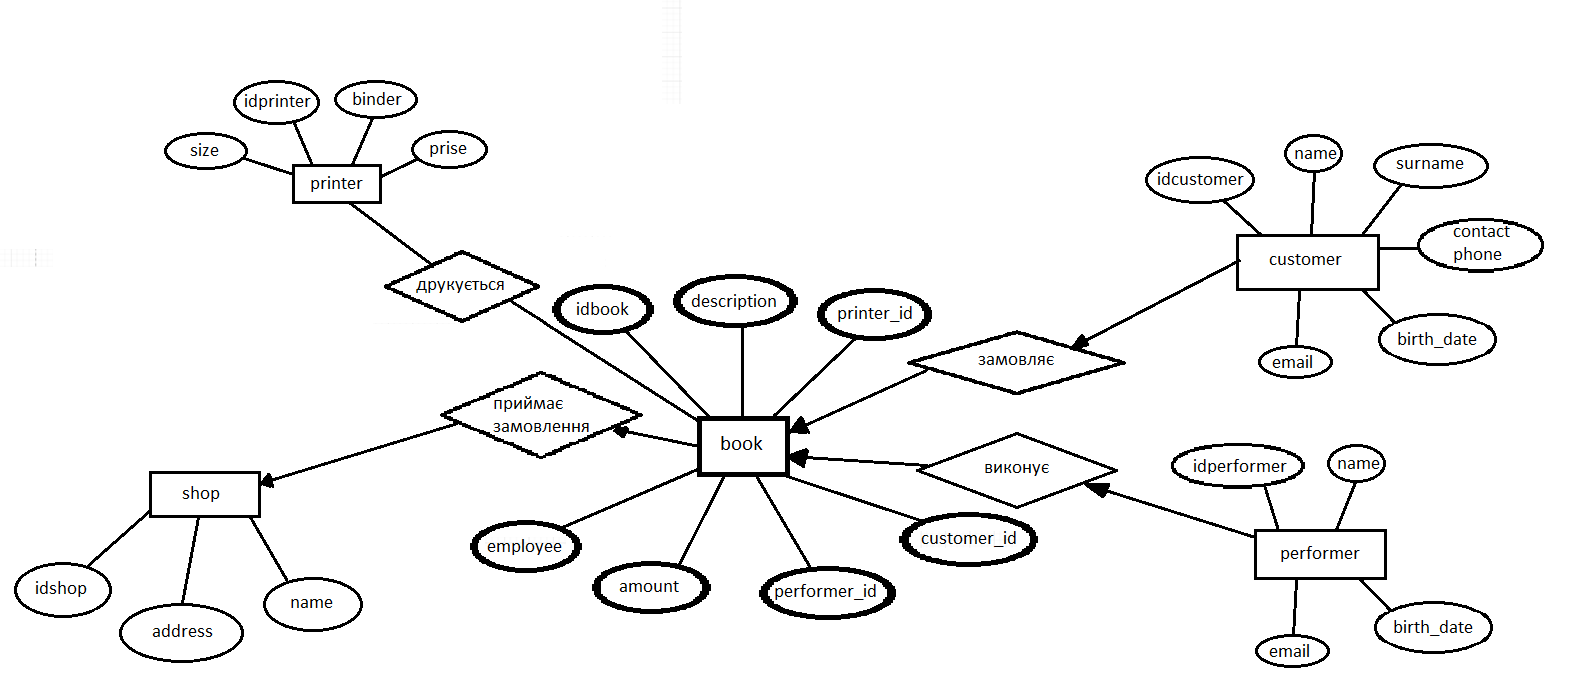 idprinter
binder
size
prise
printer
name
surname
idcustomer
contact
phone
customer
birth_date
email
друкується
idbook
description
printer_id
замовляє
приймає
замовлення
book
виконує
idperformer
name
shop
employee
customer_id
performer
amount
performer_id
idshop
name
address
birth_date
email